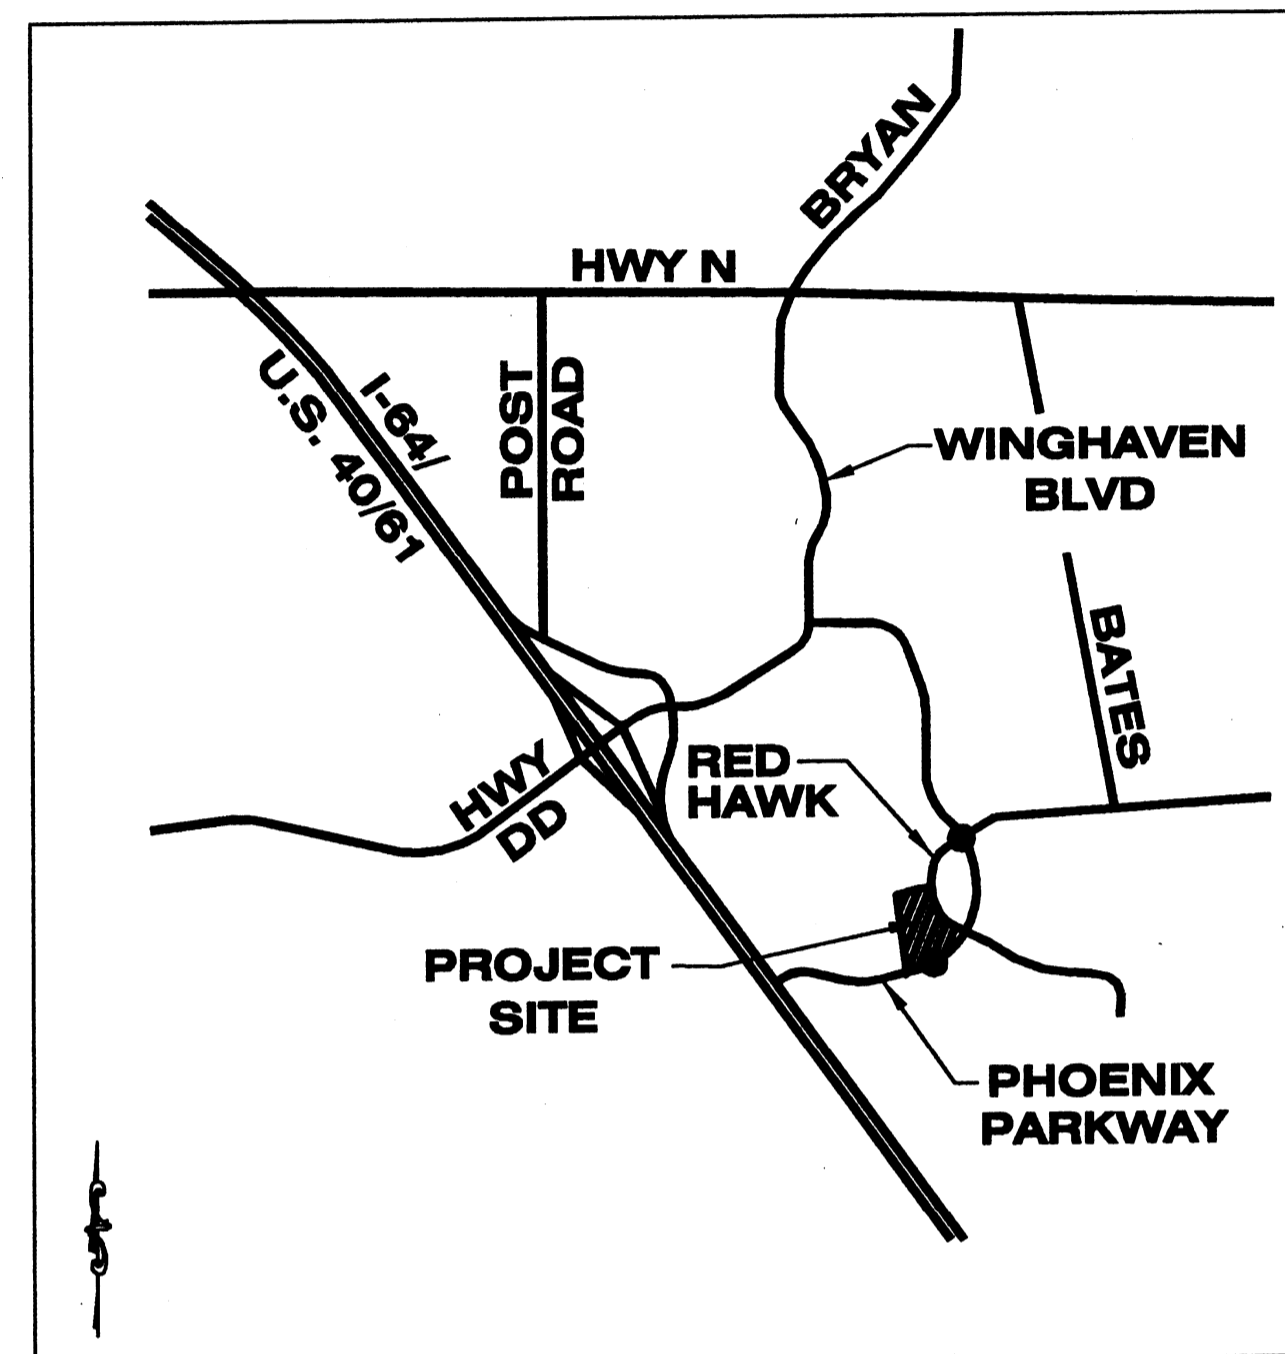 BRYAN
HWY N
I-64/
U.S. 40/61
POST
ROAD
WINGHAVEN
BLVD
BATES
RED
HAWK
HWY
DD
PROJECT
SITE
PHOENIX
PARKWAY